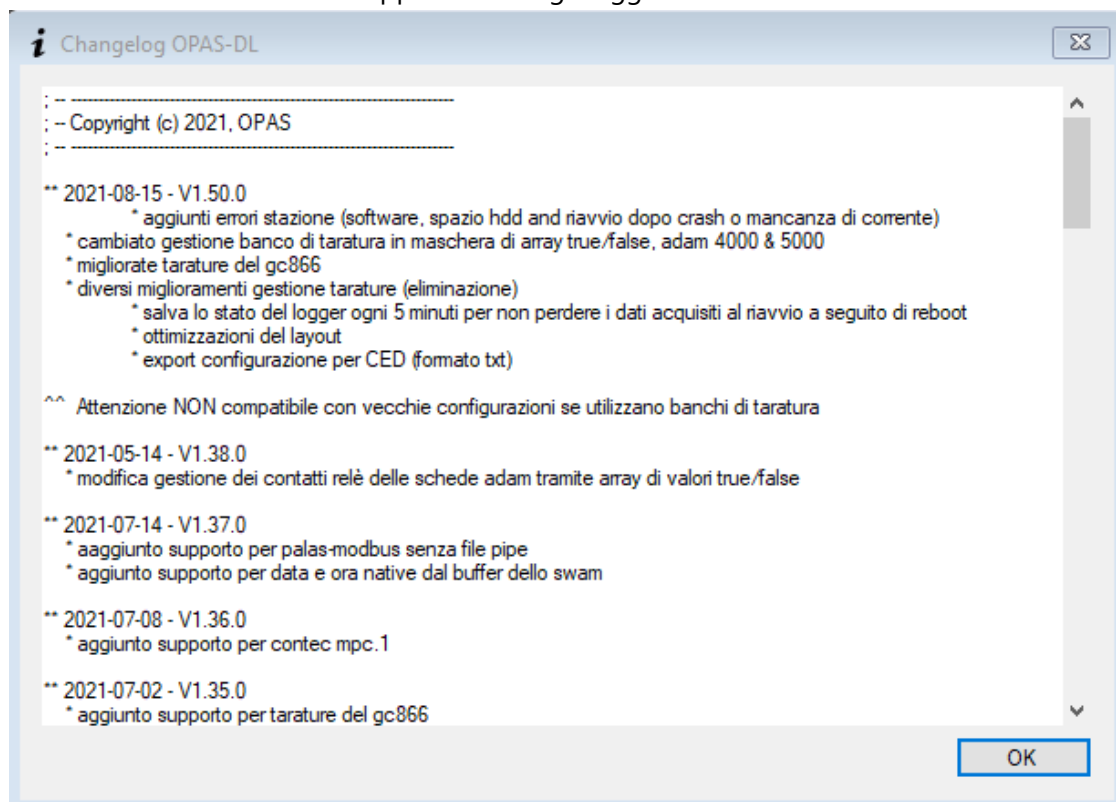 Changelog OPAS-DL
; -- ----------------------------------------------------------------------
; -- Copyright (c) 2021, OPAS
; -- ----------------------------------------------------------------------
** 2021-08-15 - V1.50.0
* aggiunti errori stazione (software, spazio hdd and riavvio dopo crash o mancanza di corrente)
* cambiato gestione banco di taratura in maschera di array true/false, adam 4000 & 5000
* migliorate tarature del gc866
* diversi miglioramenti gestione tarature (eliminazione)
* salva lo stato del logger ogni 5 minuti per non perdere i dati acquisiti al riavvio a seguito di reboot
* ottimizzazioni del layout
* export configurazione per CED (formato txt)
^^ Attenzione NON compatibile con vecchie configurazioni se utilizzano banchi di taratura
** 2021-05-14 - V1.38.0
* modifica gestione dei contatti relè delle schede adam tramite array di valori true/false
** 2021-07-14 - V1.37.0
* aaggiunto supporto per palas-modbus senza file pipe
* aggiunto supporto per data e ora native dal buffer dello swam
** 2021-07-08 - V1.36.0
* aggiunto supporto per contec mpc.1
** 2021-07-02 - V1.35.0
* aggiunto supporto per tarature del gc866
OK